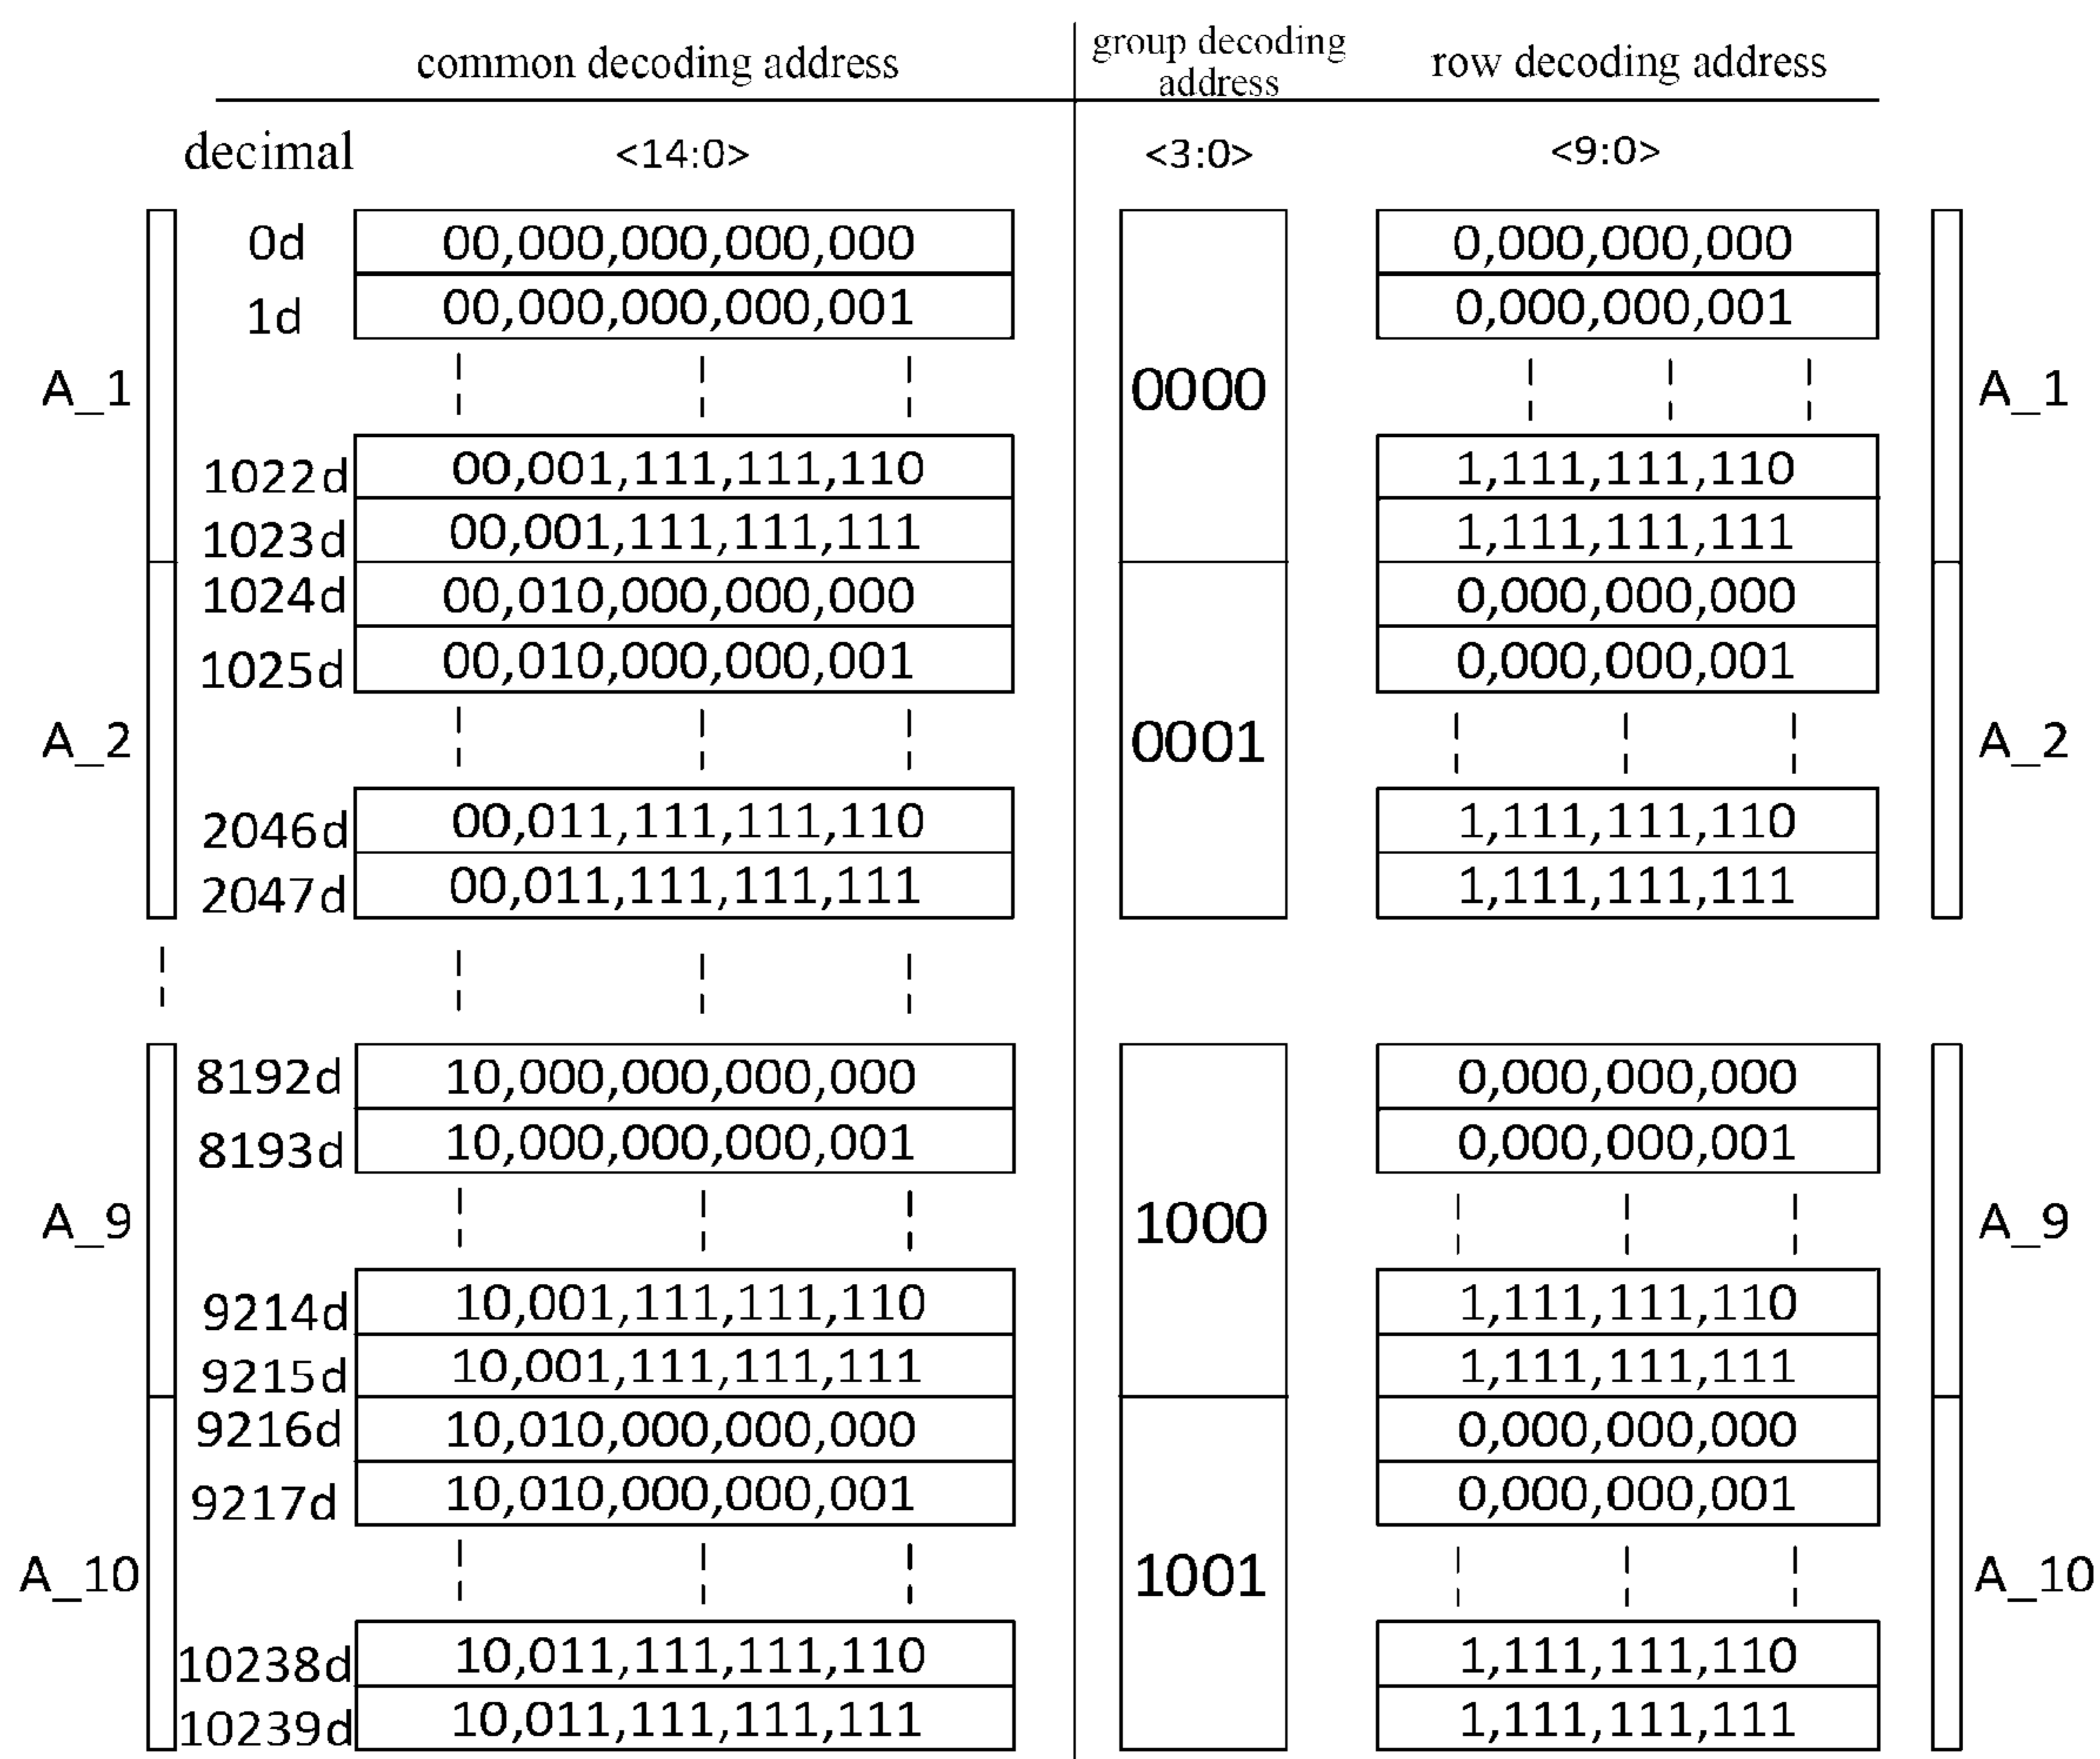 common decoding address
group decoding address
row decoding address
decimal <14:0> <3:0> <9:0>
0d 00,000,000,000,000 0,000,000,000
1d 00,000,000,000,001 0,000,000,001
A_1 0000 A_1
1022d 00,001,111,111,110 1,111,111,110
1023d 00,001,111,111,111 1,111,111,111
1024d 00,010,000,000,000 0,000,000,000
1025d 00,010,000,000,001 0,000,000,001
A_2 0001 A_2
2046d 00,011,111,111,110 1,111,111,110
2047d 00,011,111,111,111 1,111,111,111
8192d 10,000,000,000,000 0,000,000,000
8193d 10,000,000,000,001 0,000,000,001
A_9 1000 A_9
9214d 10,001,111,111,110 1,111,111,110
9215d 10,001,111,111,111 1,111,111,111
9216d 10,010,000,000,000 0,000,000,000
9217d 10,010,000,000,001 0,000,000,001
A_10 1001 A_10
10238d 10,011,111,111,110 1,111,111,110
10239d 10,011,111,111,111 1,111,111,111